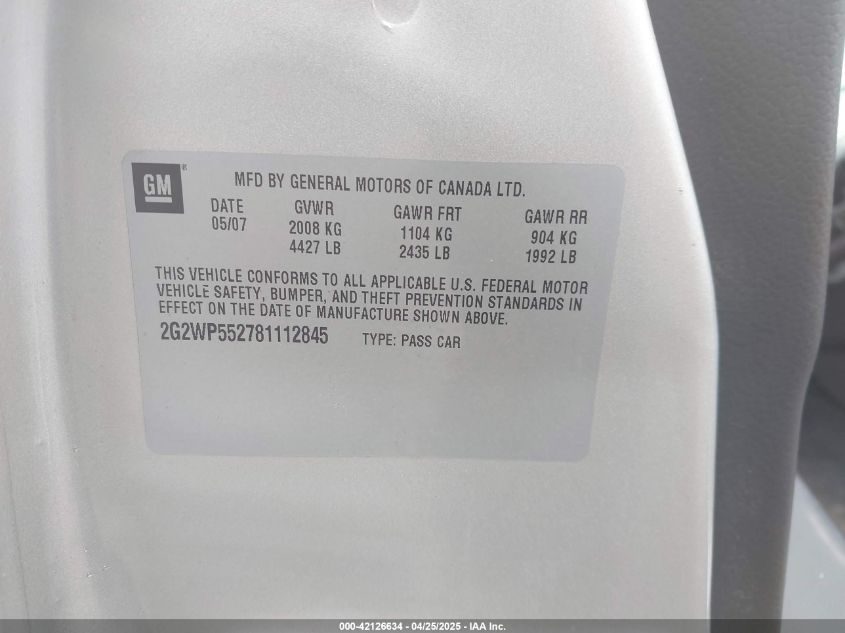 GM®
MFD BY GENERAL MOTORS OF CANADA LTD.
DATE GVWR GAWR FRT GAWR RR
05/07 2008 KG 1104 KG 904 KG
4427 LB 2435 LB 1992 LB
THIS VEHICLE CONFORMS TO ALL APPLICABLE U.S. FEDERAL MOTOR
VEHICLE SAFETY, BUMPER, AND THEFT PREVENTION STANDARDS IN
EFFECT ON THE DATE OF MANUFACTURE SHOWN ABOVE.
2G2WP552781112845 TYPE: PASS CAR
000-42126634 - 04/25/2025 - IAA Inc.